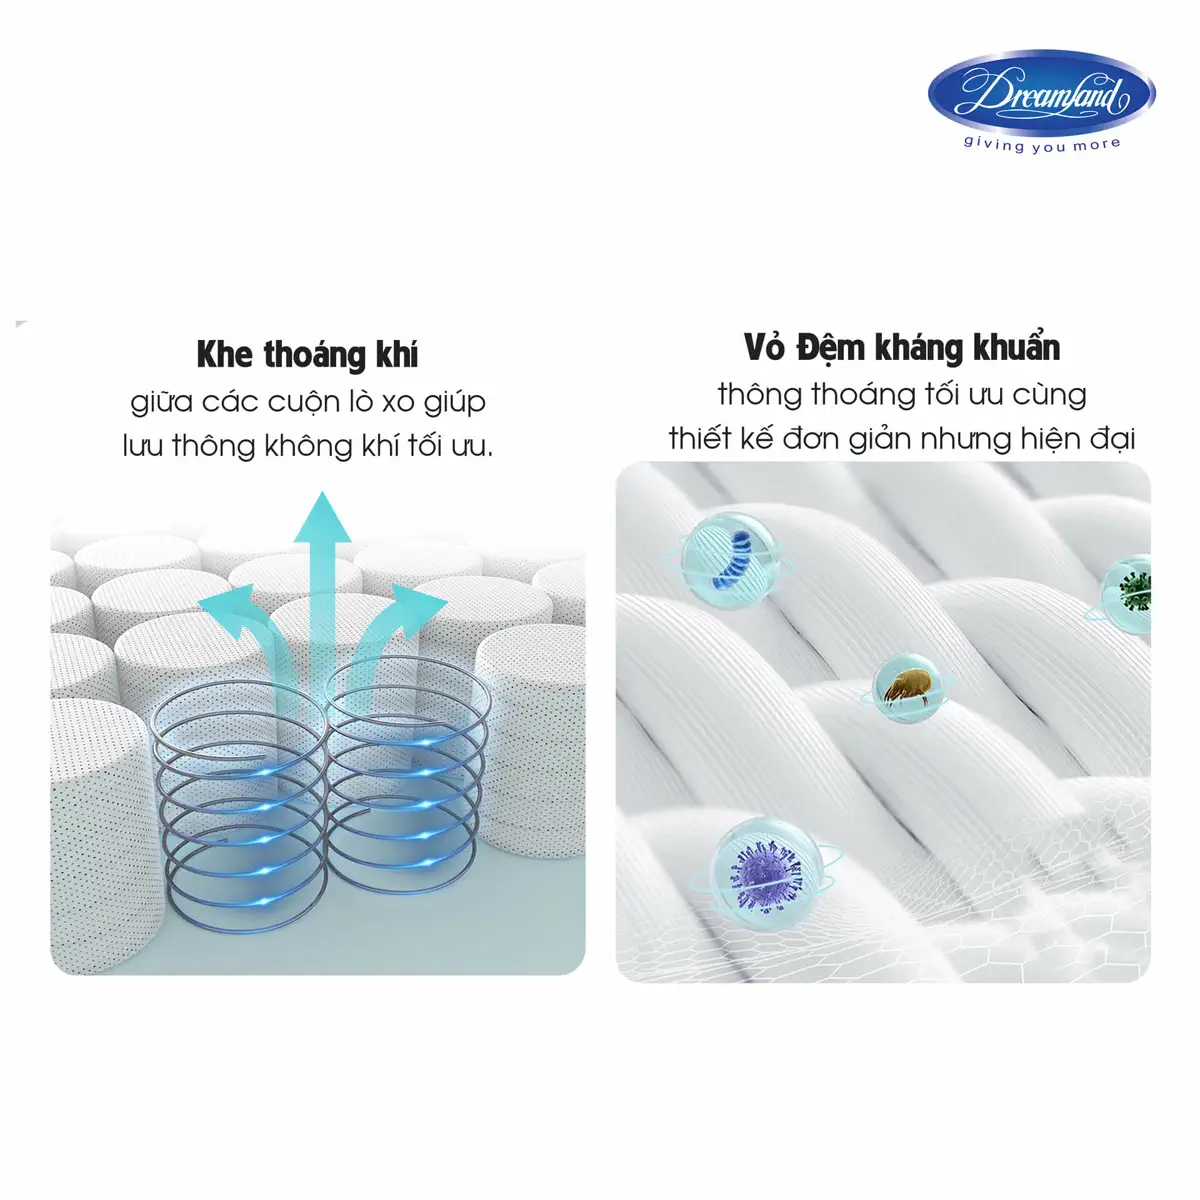 Dreamland
giving you more
Khe thoáng khí
giữa các cuộn lò xo giúp
lưu thông không khí tối ưu.
Vỏ Đệm kháng khuẩn
thông thoáng tối ưu cùng
thiết kế đơn giản nhưng hiện đại